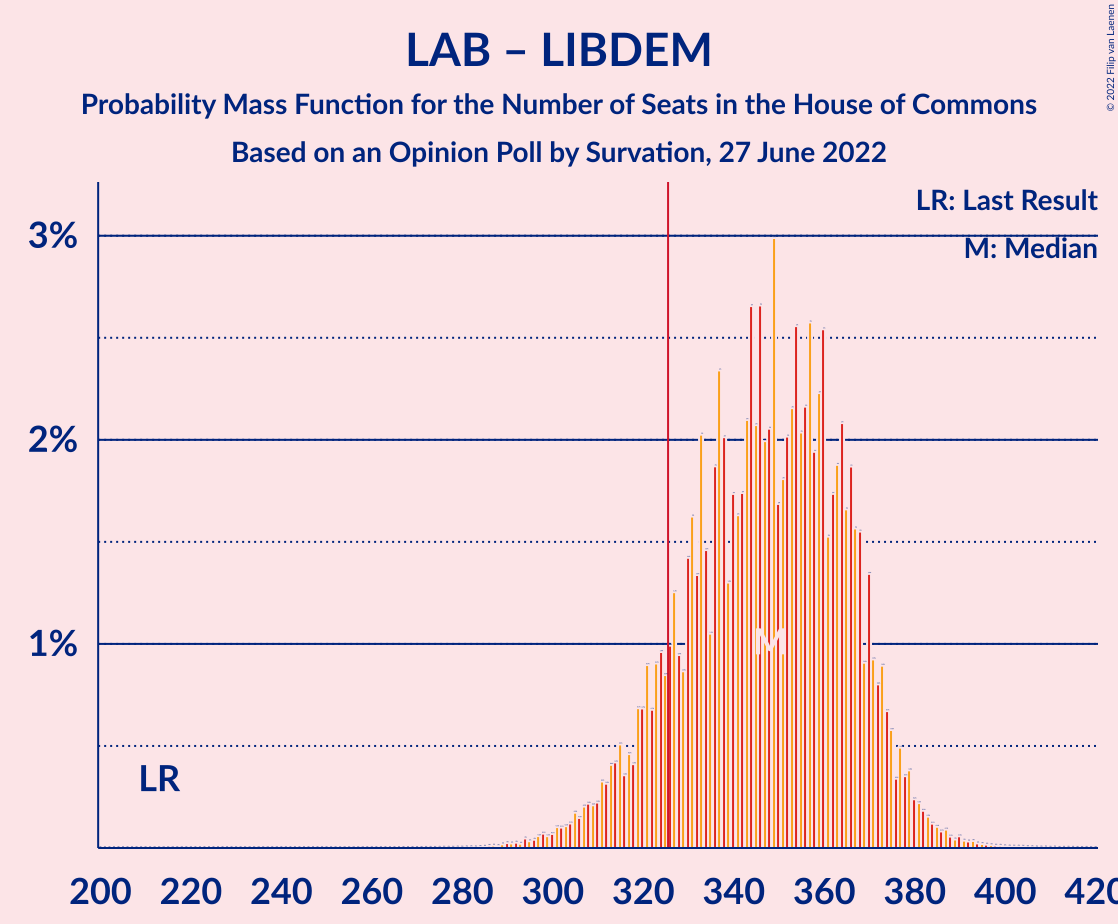 LAB – LIBDEM
Probability Mass Function for the Number of Seats in the House of Commons
Based on an Opinion Poll by Survation, 27 June 2022
© 2022 Filip van Laenen
LR: Last Result
M: Median
3%
2%
1%
M
LR
200 220 240 260 280 300 320 340 360 380 400 420